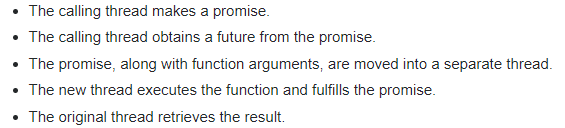 • The calling thread makes a promise.
• The calling thread obtains a future from the promise.
• The promise, along with function arguments, are moved into a separate thread.
• The new thread executes the function and fulfills the promise.
• The original thread retrieves the result.